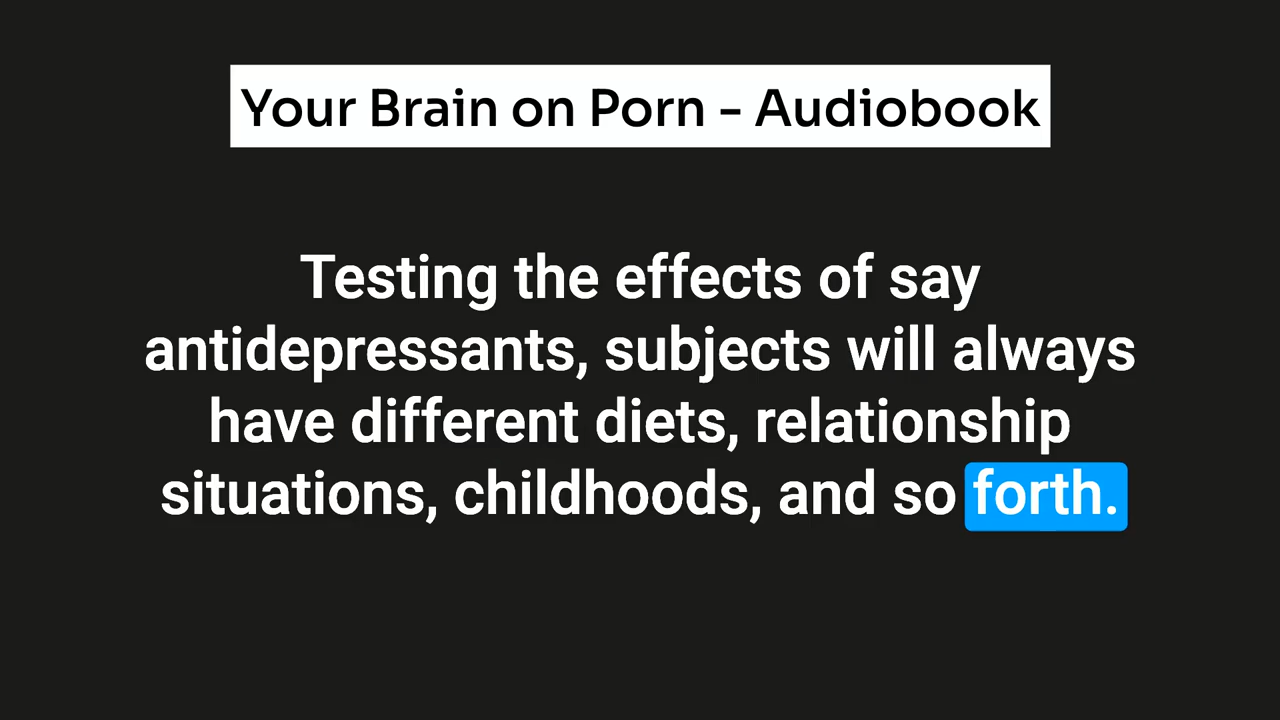 Your Brain on Porn - Audiobook
Testing the effects of say
antidepressants, subjects will always
have different diets, relationship
situations, childhoods, and so forth.